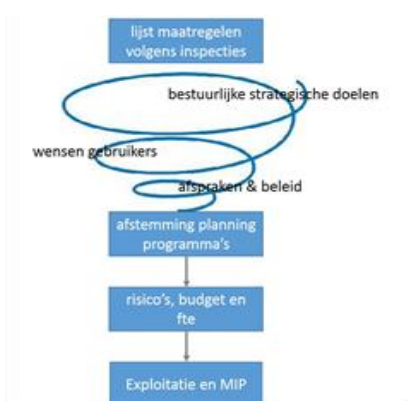 lijst maatregelen
volgens inspecties
bestuurlijke strategische doelen
wensen gebruikers
afspraken & beleid
afstemming planning
programma's
risico's, budget en
fte
Exploitatie en MIP